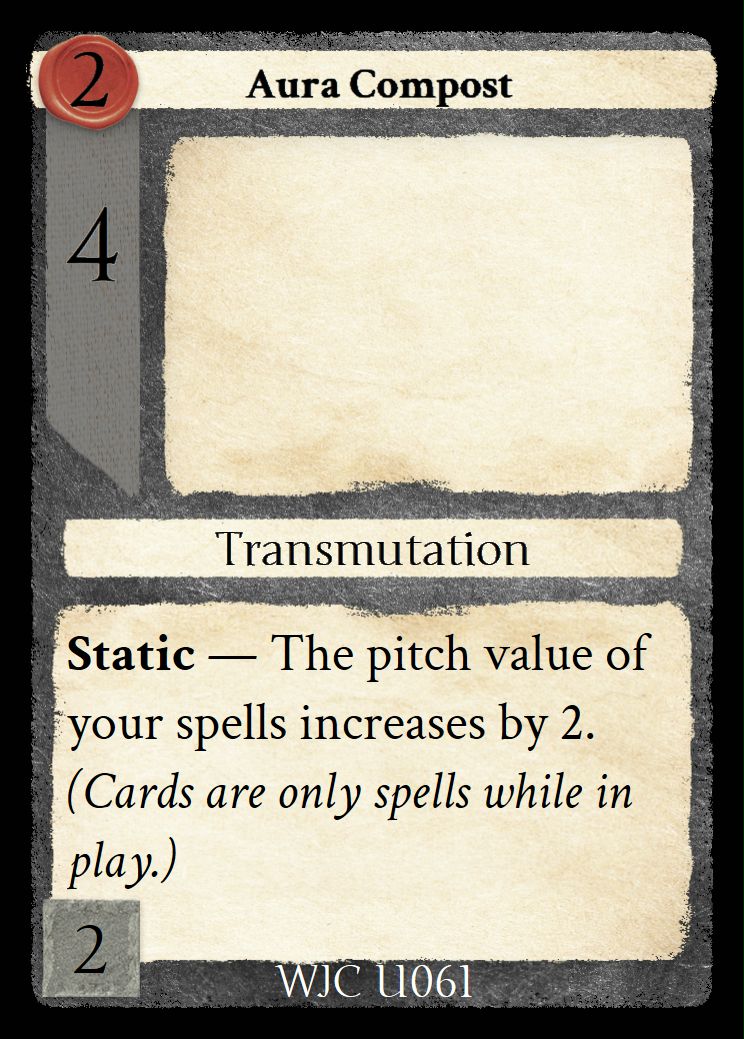 2
Aura Compost
4
Transmutation
Static — The pitch value of
your spells increases by 2.
(Cards are only spells while in
play.)
2
WJC U061